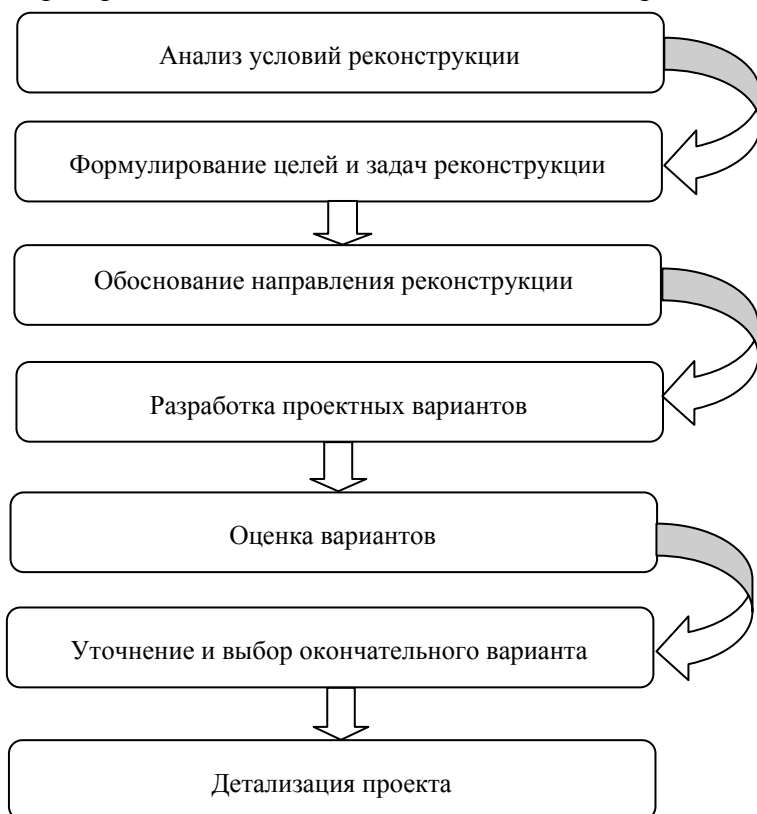 Анализ условий реконструкции
Формулирование целей и задач реконструкции
Обоснование направления реконструкции
Разработка проектных вариантов
Оценка вариантов
Уточнение и выбор окончательного варианта
Детализация проекта